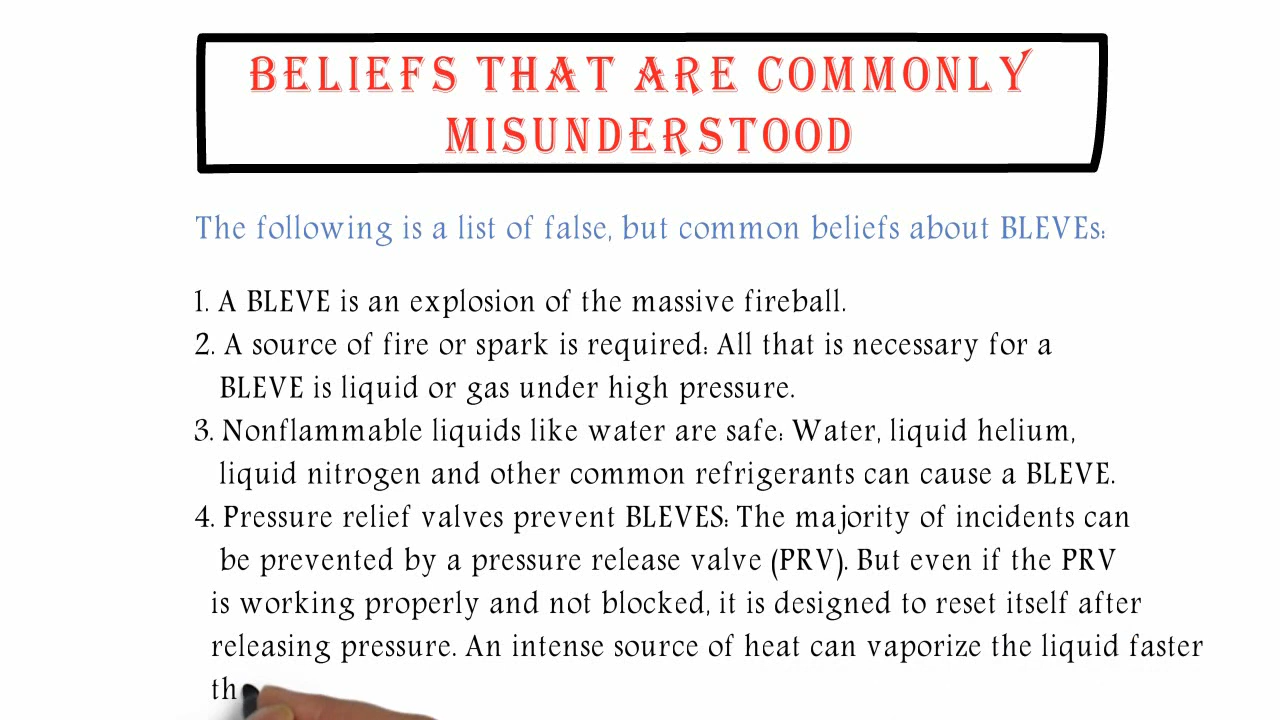 BELIEFS THAT ARE COMMONLY
MISUNDERSTOOD
The following is a list of false, but common beliefs about BLEVEs:
1. A BLEVE is an explosion of the massive fireball.
2. A source of fire or spark is required: All that is necessary for a
BLEVE is liquid or gas under high pressure.
3. Nonflammable liquids like water are safe: Water, liquid helium,
liquid nitrogen and other common refrigerants can cause a BLEVE.
4. Pressure relief valves prevent BLEVES: The majority of incidents can
be prevented by a pressure release valve (PRV). But even if the PRV
is working properly and not blocked, it is designed to reset itself after
releasing pressure. An intense source of heat can vaporize the liquid faster
th